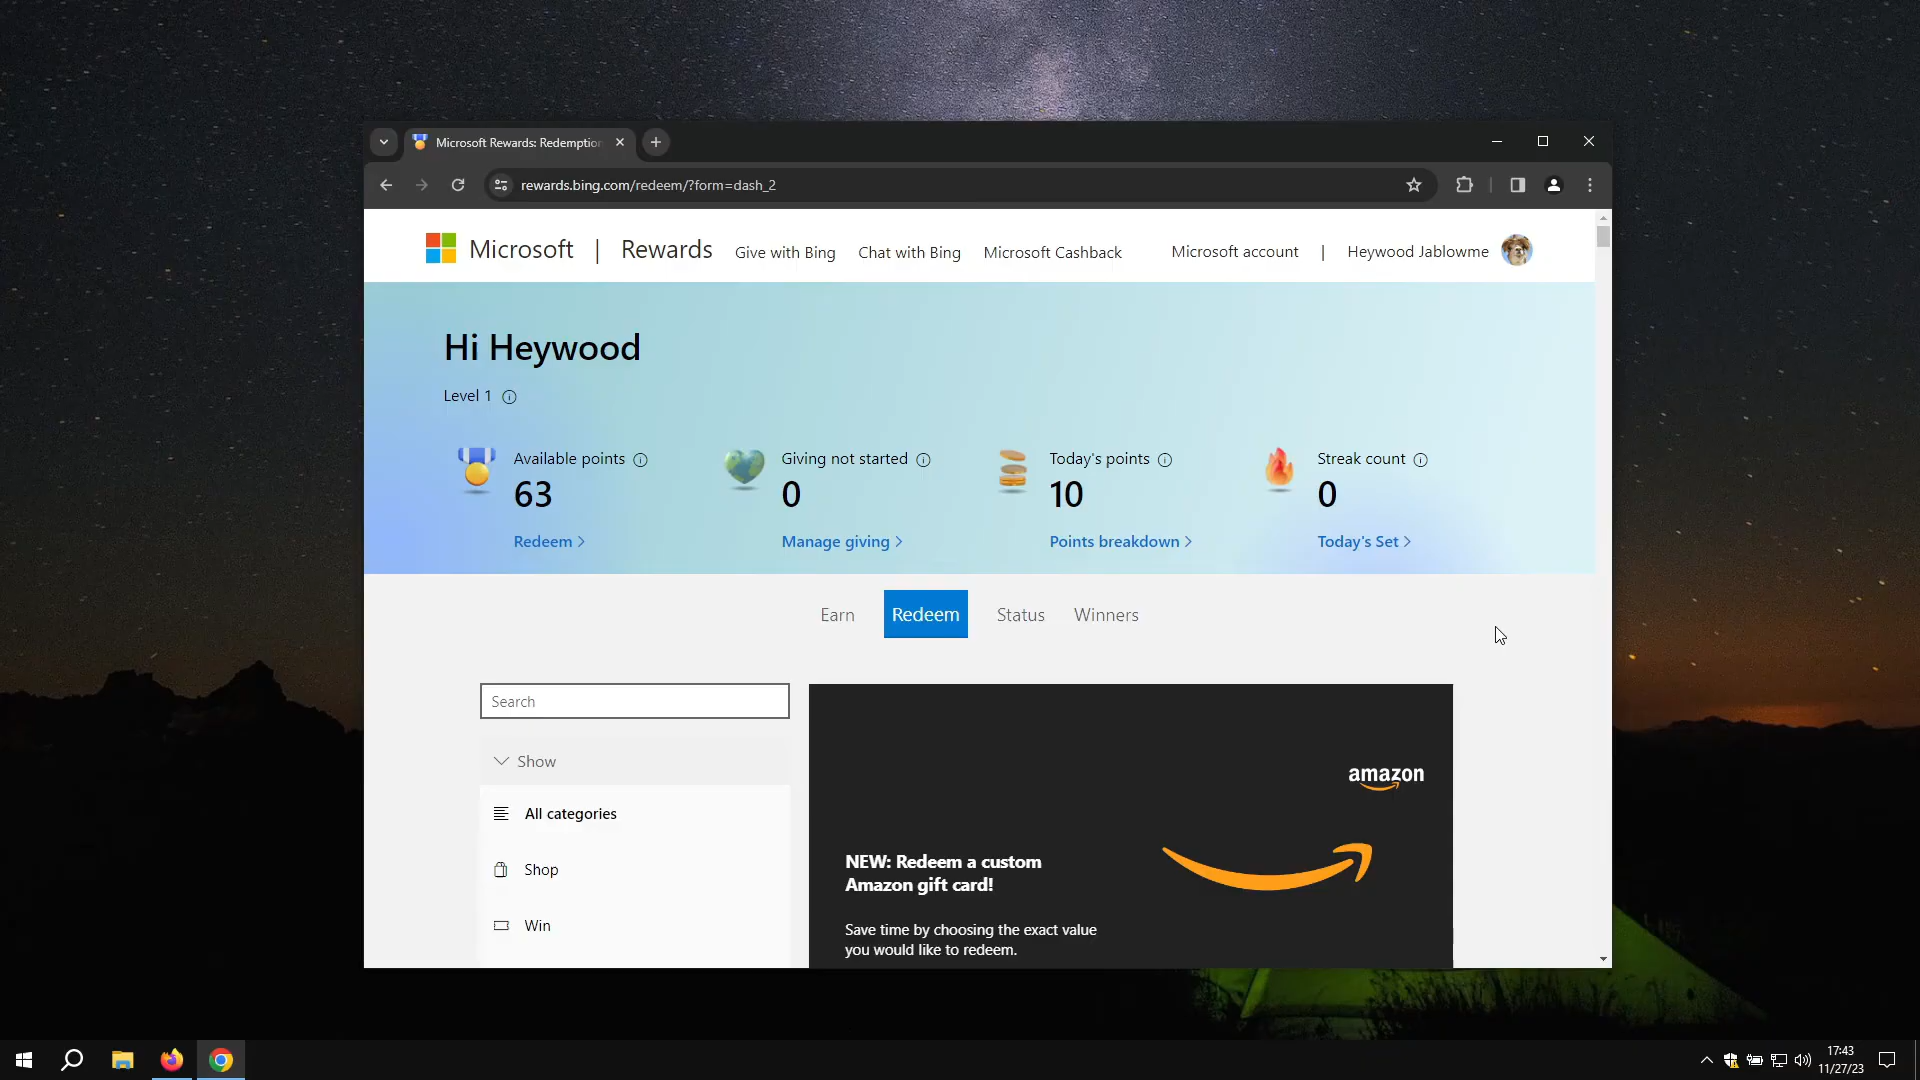 Microsoft Rewards: Redemption
rewards.bing.com/redeem/?form=dash_2
Microsoft | Rewards Give with Bing Chat with Bing Microsoft Cashback Microsoft account | Heywood Jablowme
Hi Heywood
Level 1
Available points
63
Redeem
Giving not started
0
Manage giving
Today's points
10
Points breakdown
Streak count
0
Today's Set
Earn Redeem Status Winners
Search
Show
All categories
Shop
Win
amazon
NEW: Redeem a custom
Amazon gift card!
Save time by choosing the exact value
you would like to redeem.
17:43
11/27/23